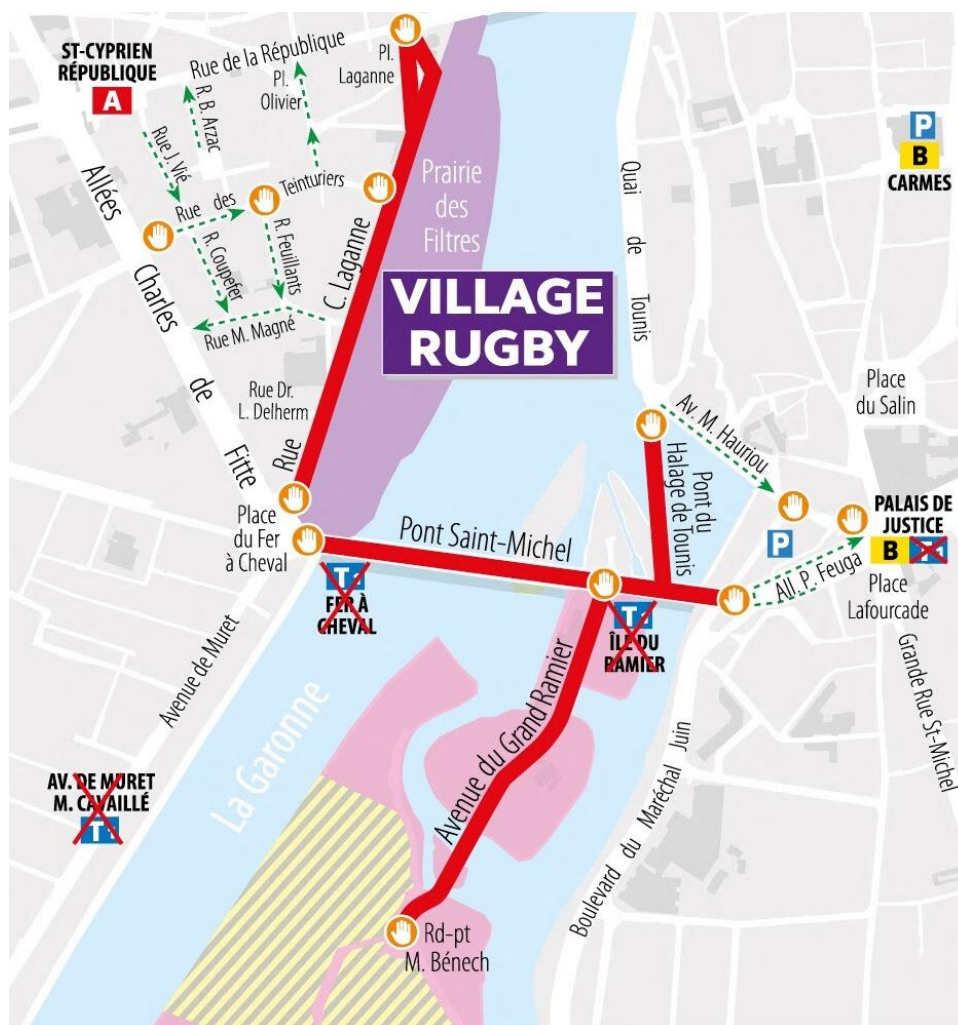 ST-CYPRIEN
RÉPUBLIQUE
A
Rue de la République
Pl.
Olivier
Pl.
Laganne
R. B. Arzac
Rue J. Vié
Rue des Teinturiers
R. Coupefer
R. Feuillants
Rue M. Magné
Allées Charles de Fitte
Rue C. Laganne
Rue Dr.
L. Delherm
Prairie
des
Filtres
VILLAGE
RUGBY
Quai de Tounis
P
B
CARMES
Place
du Salin
Av. M. Hauriou
Pont du
Halage de Tounis
P
PALAIS DE
JUSTICE
B T1
All. P. Feuga
Place
Lafourcade
Grande Rue St-Michel
Place
du Fer
à Cheval
Pont Saint-Michel
T1
FER À
CHEVAL
T1
ÎLE DU
RAMIER
Avenue de Muret
La Garonne
Avenue du Grand Ramier
Boulevard du Maréchal Juin
AV. DE MURET
M. CAVAILLÉ
T1
Rd-pt
M. Bénech